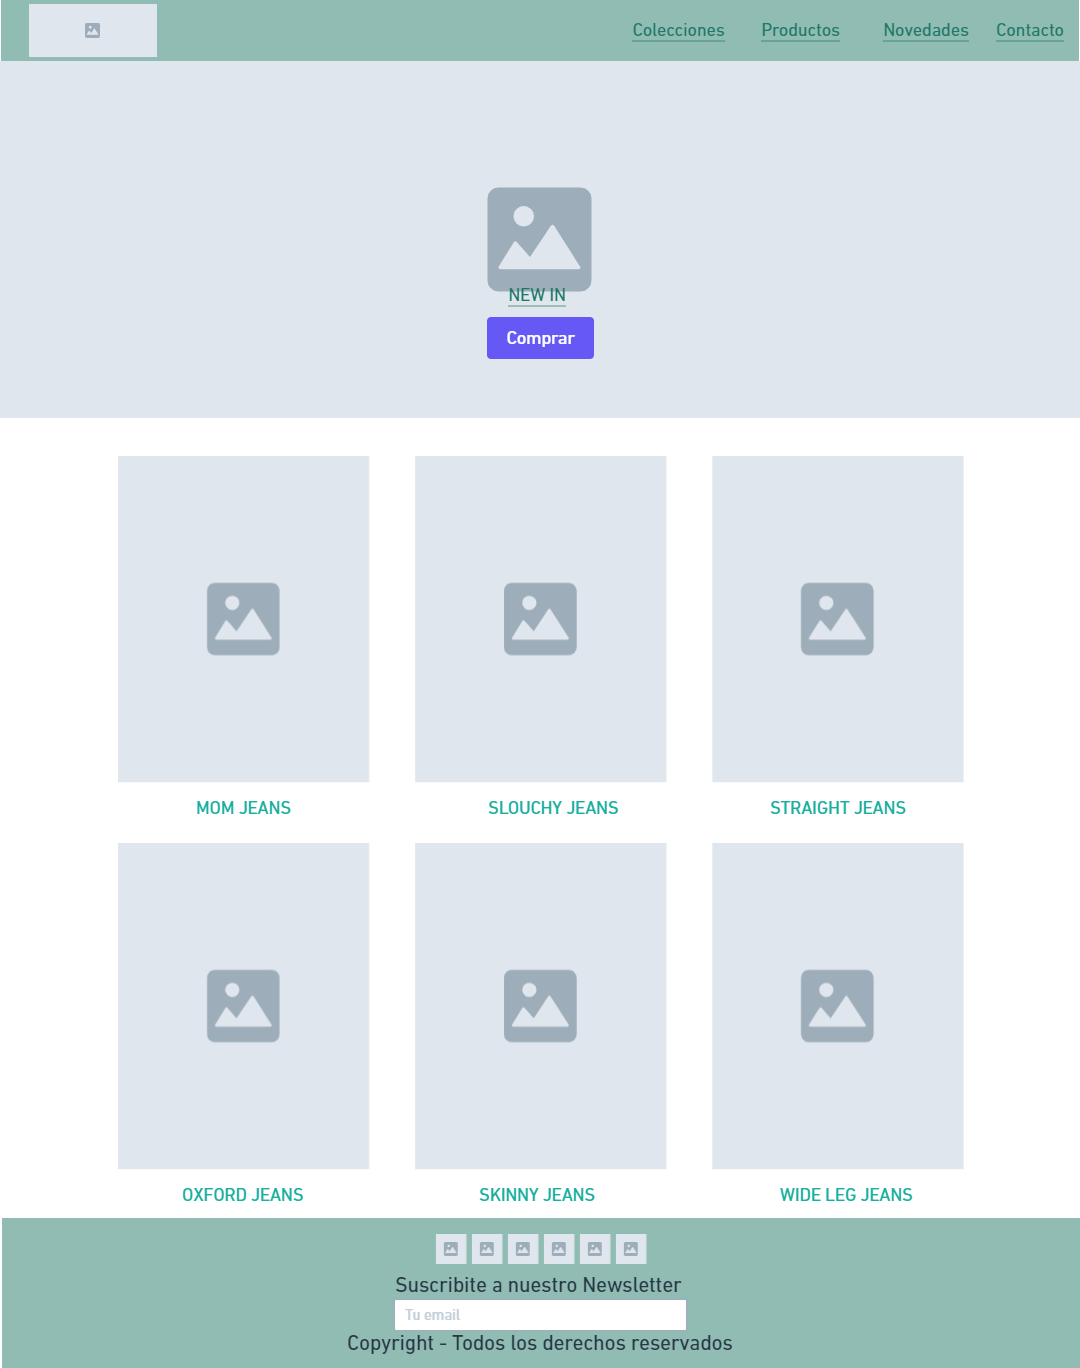 Colecciones Productos Novedades Contacto
NEW IN
Comprar
MOM JEANS SLOUCHY JEANS STRAIGHT JEANS
OXFORD JEANS SKINNY JEANS WIDE LEG JEANS
Suscribite a nuestro Newsletter
Tu email
Copyright - Todos los derechos reservados